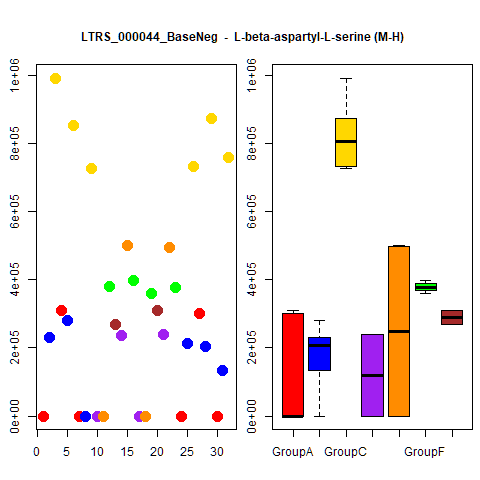 LTRS_000044_BaseNeg - L-beta-aspartyl-L-serine (M-H)
1e+06
8e+05
6e+05
4e+05
2e+05
0e+00
0 5 10 15 20 25 30
1e+06
8e+05
6e+05
4e+05
2e+05
0e+00
GroupA GroupC GroupF